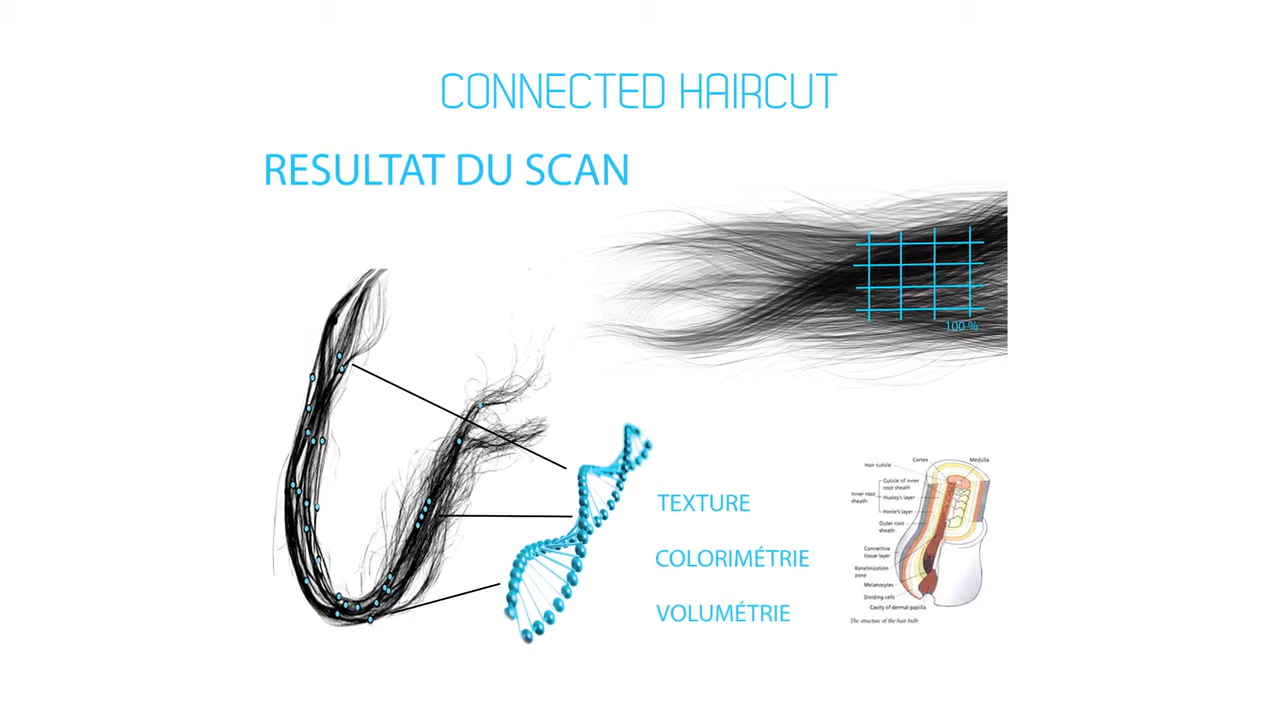 CONNECTED HAIRCUT
RESULTAT DU SCAN
100 %
TEXTURE
COLORIMÉTRIE
VOLUMÉTRIE
Cortex
Medulla
Hair cuticle
Cuticle of inner
root sheath
Inner root
sheath
Huxley's layer
Henle's layer
Outer root
sheath
Connective
tissue layer
Keratinization
zone
Melanocytes
Dividing cells
Cavity of dermal papilla
The structure of the hair bulb